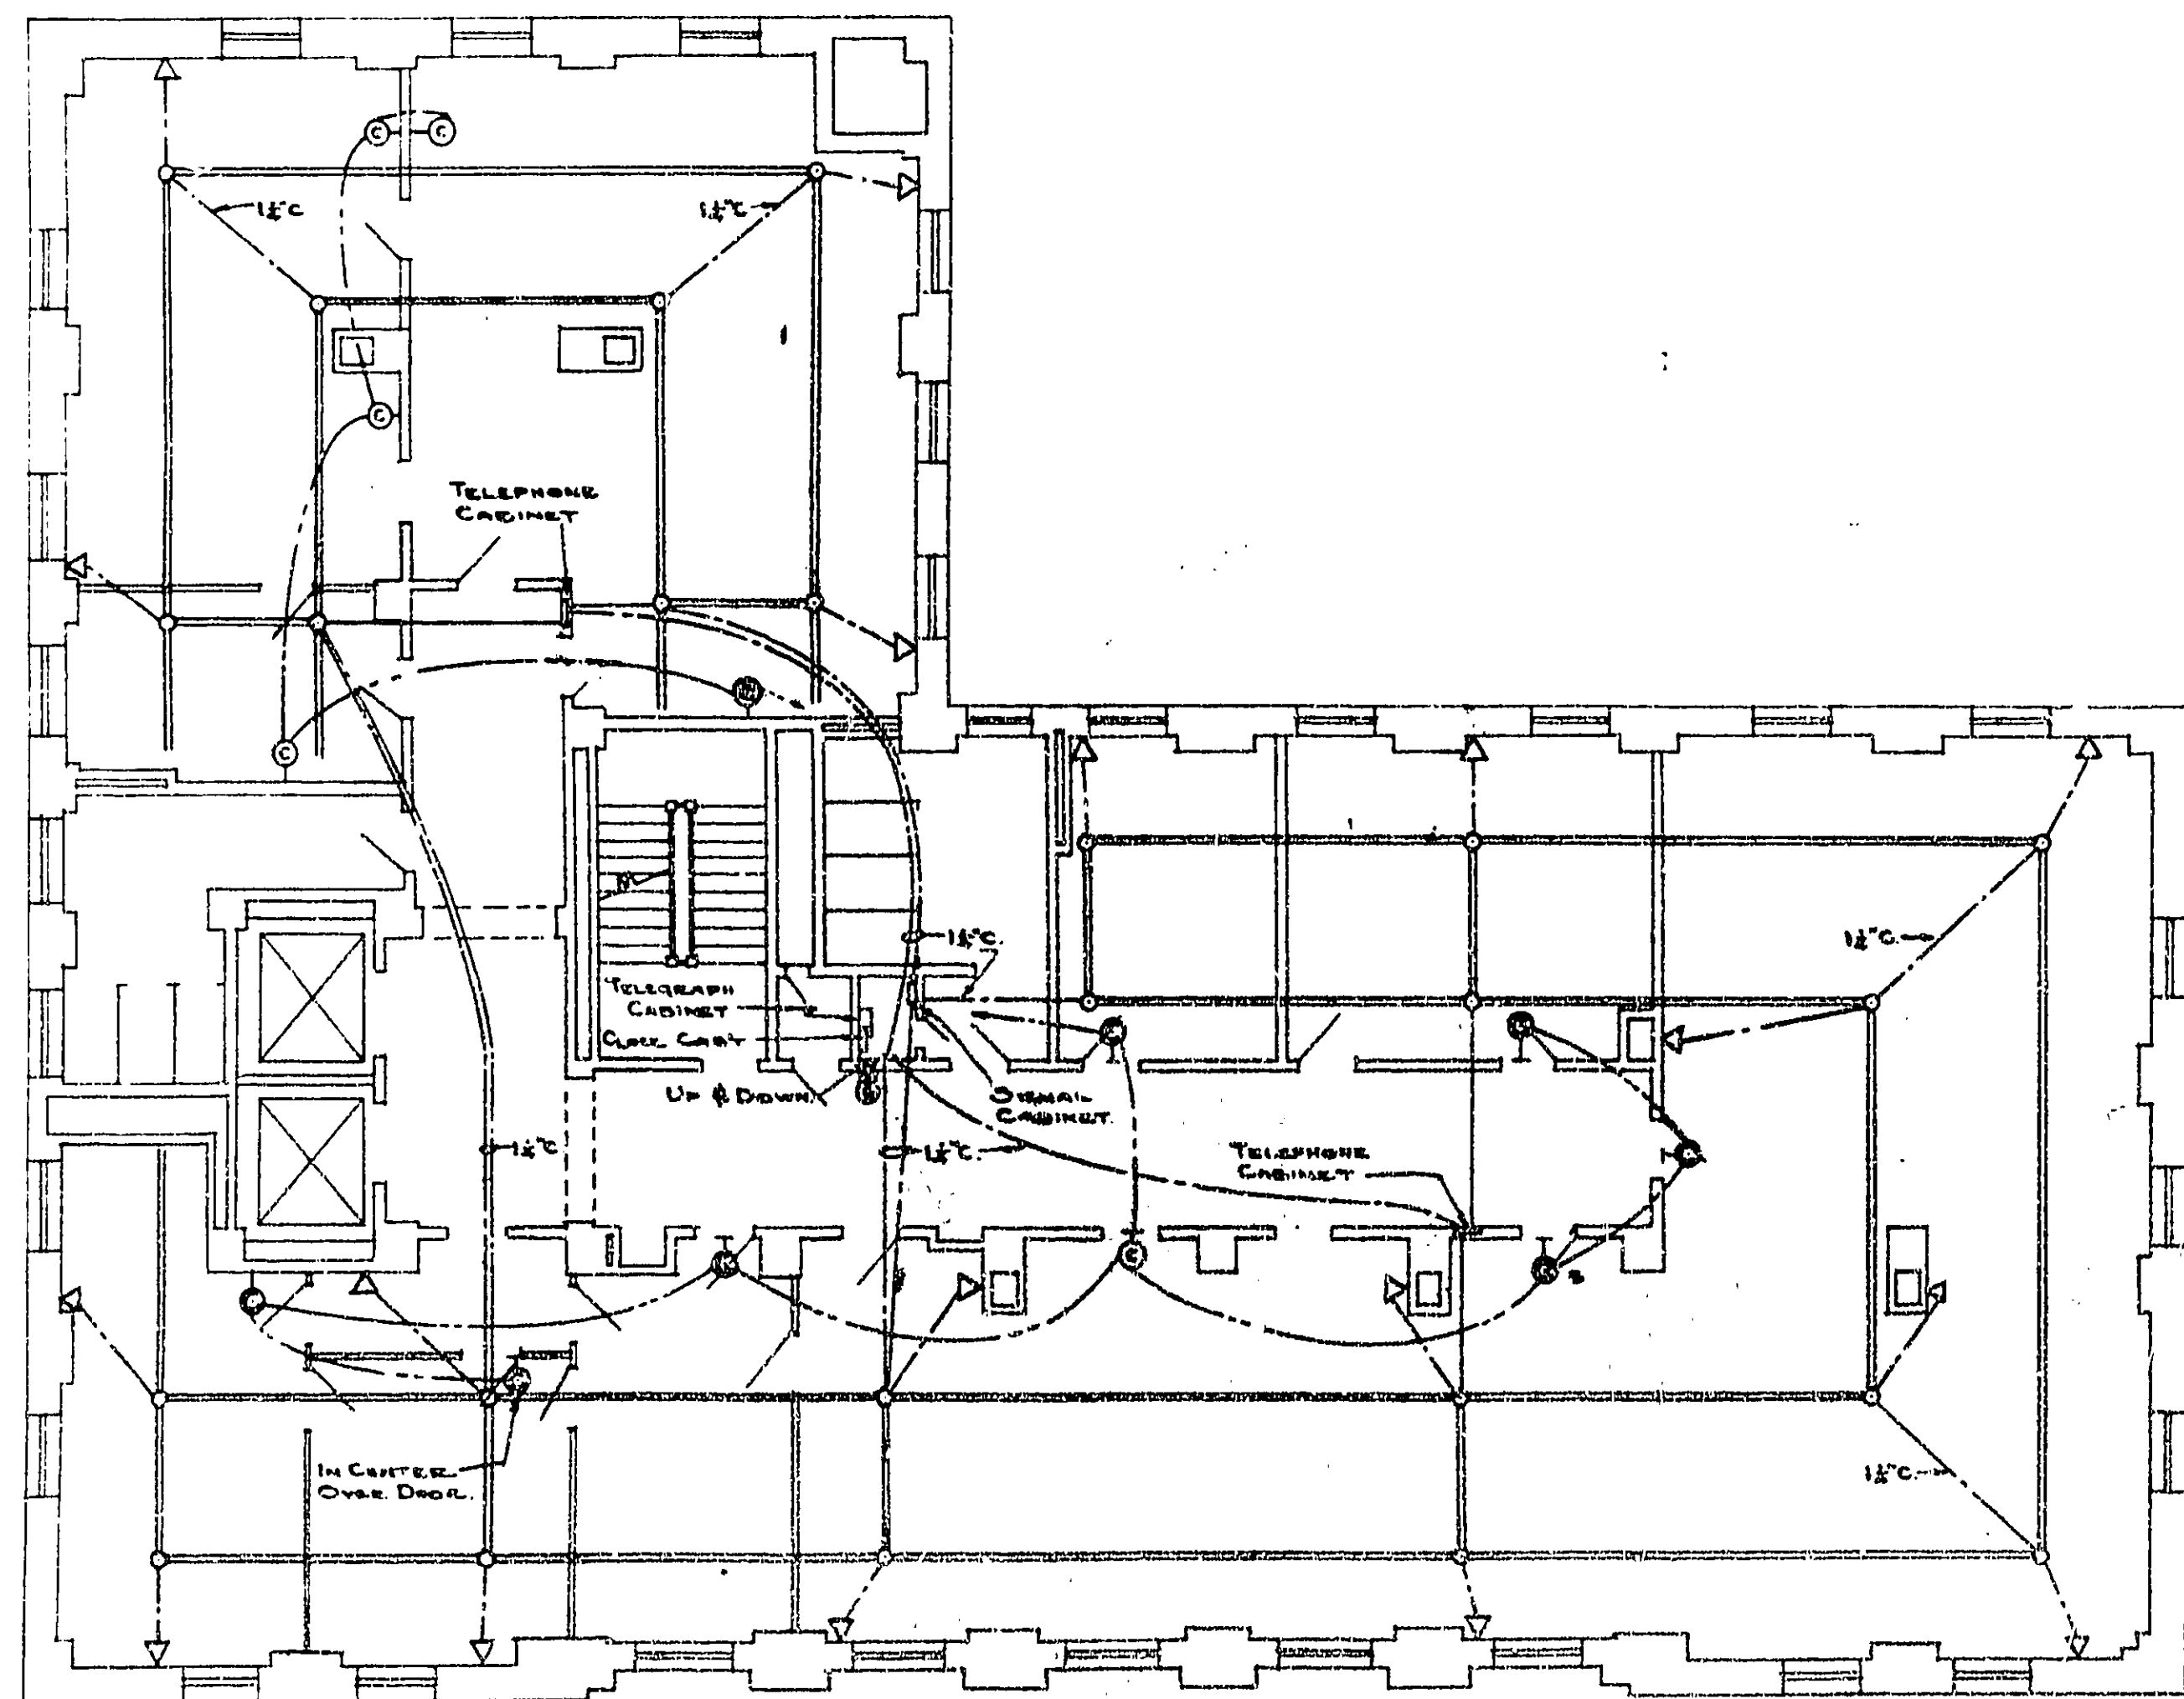 C
C
1¼"C
1¼"C
C
TELEPHONE
CABINET
C
1¼"C.
TELEGRAPH
CABINET
1¼"C.
CLOCK CAB'T
UP & DOWN.
SIGNAL
CABINET.
1¼"C
1¼"C.
TELEPHONE
CABINET
C
IN CENTER
OVER DOOR.
1¼"C.